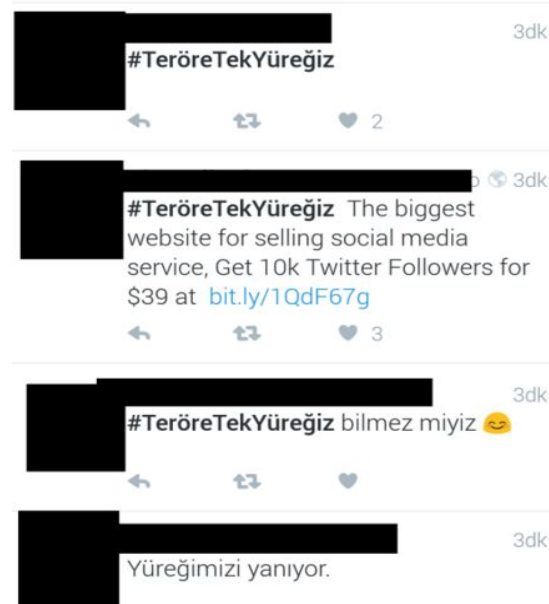 3dk
#TeröreTekYüreğiz
2
3dk
#TeröreTekYüreğiz The biggest
website for selling social media
service, Get 10k Twitter Followers for
$39 at bit.ly/1QdF67g
3
3dk
#TeröreTekYüreğiz bilmez miyiz 😊
3dk
Yüreğimizi yanıyor.